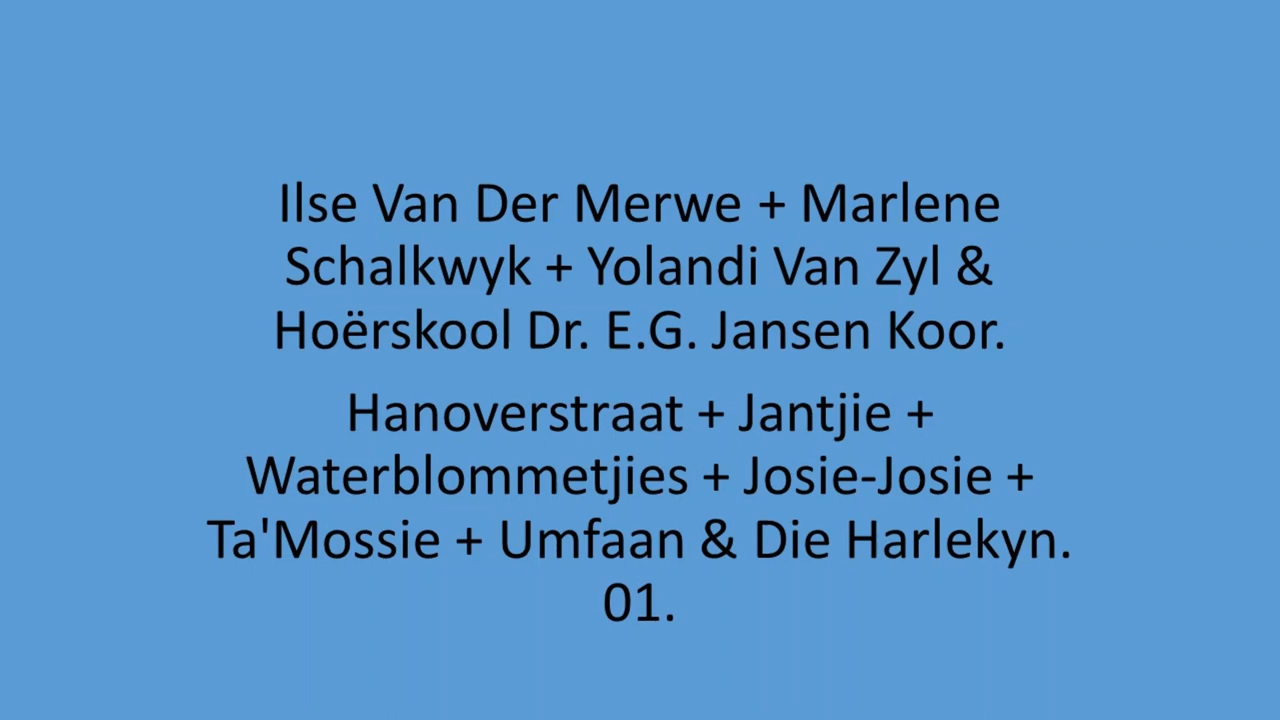 Ilse Van Der Merwe + Marlene
Schalkwyk + Yolandi Van Zyl &
Hoërskool Dr. E.G. Jansen Koor.
Hanoverstraat + Jantjie +
Waterblommetjies + Josie-Josie +
Ta'Mossie + Umfaan & Die Harlekyn.
01.